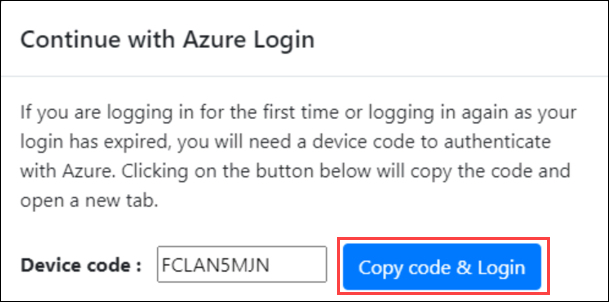 Continue with Azure Login
If you are logging in for the first time or logging in again as your
login has expired, you will need a device code to authenticate
with Azure. Clicking on the button below will copy the code and
open a new tab.
Device code : FCLAN5MJN Copy code & Login